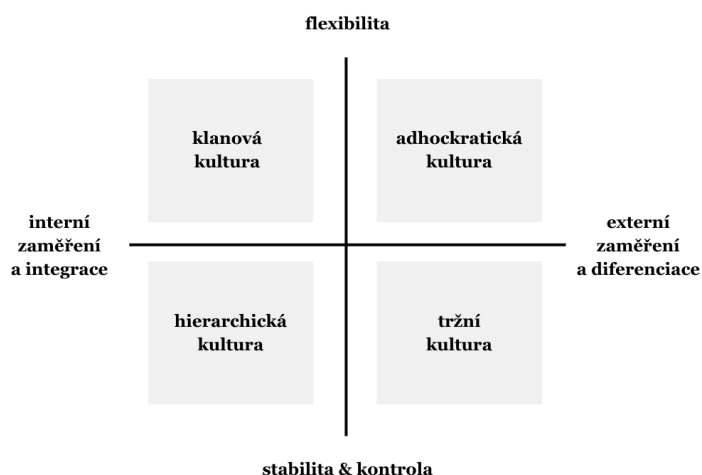 flexibilita
klanová
kultura
adhockratická
kultura
interní
zaměření
a integrace
externí
zaměření
a diferenciace
hierarchická
kultura
tržní
kultura
stabilita & kontrola